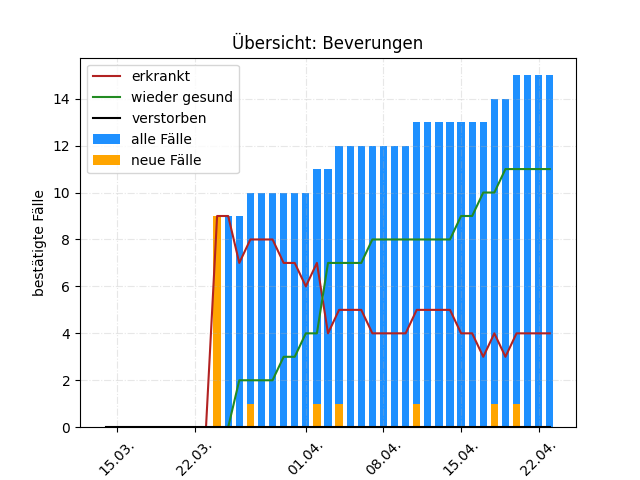 Übersicht: Beverungen
erkrankt
wieder gesund
verstorben
alle Fälle
neue Fälle
bestätigte Fälle
14
12
10
8
6
4
2
0
15.03.
22.03.
01.04.
08.04.
15.04.
22.04.